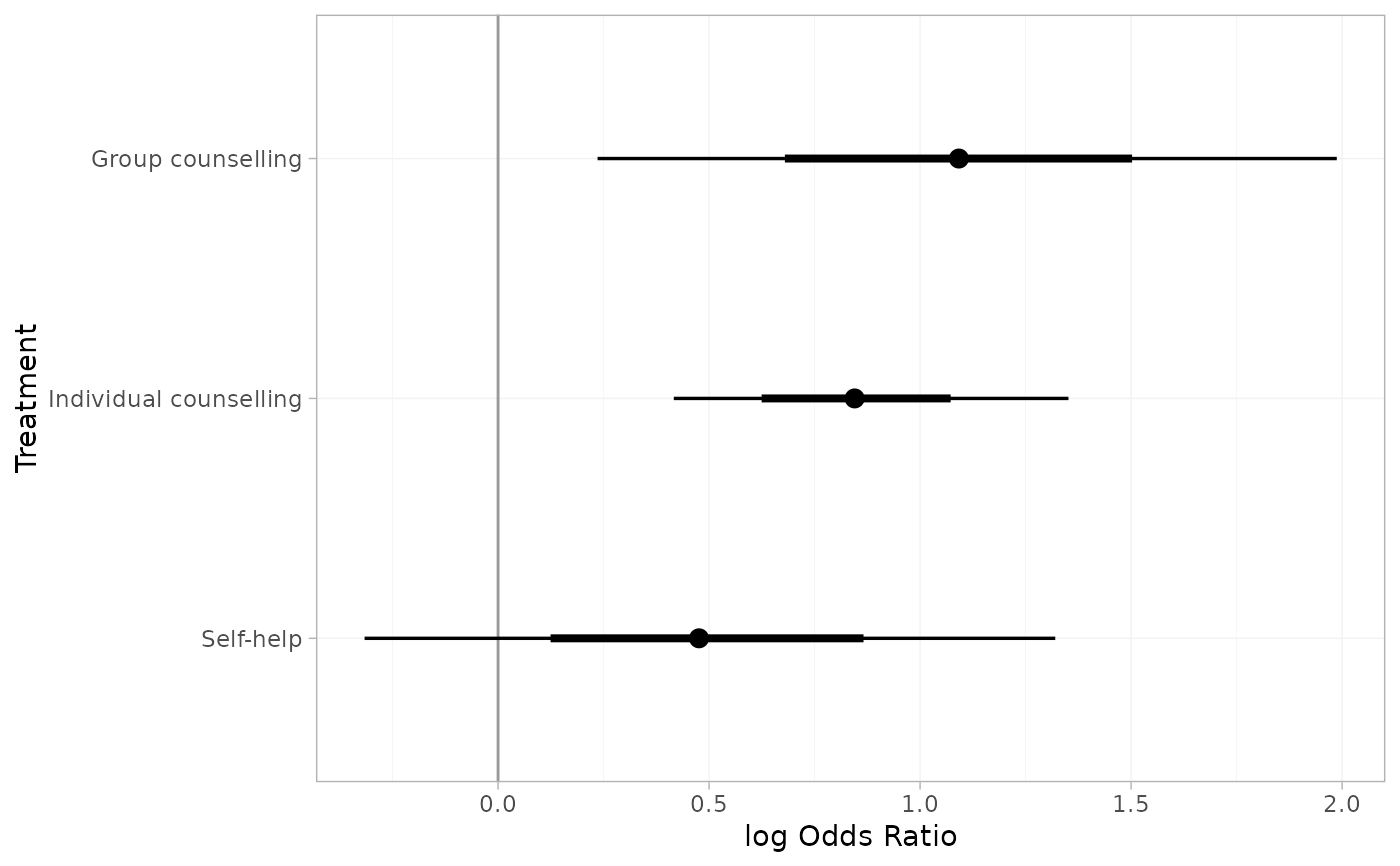 Treatment
Group counselling
Individual counselling
Self-help
0.0 0.5 1.0 1.5 2.0
log Odds Ratio